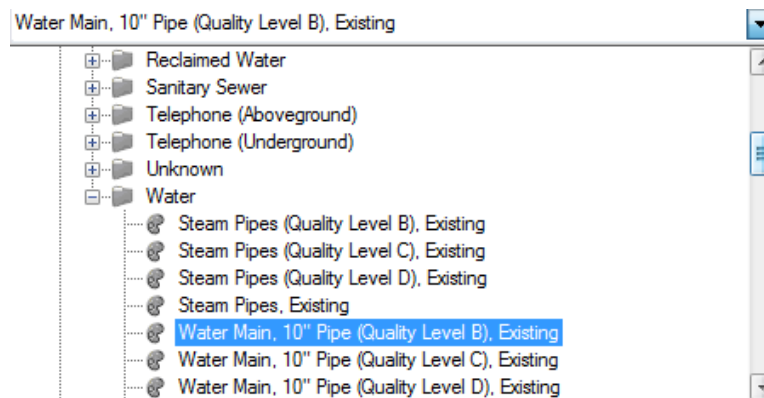 Water Main, 10" Pipe (Quality Level B), Existing
Reclaimed Water
Sanitary Sewer
Telephone (Aboveground)
Telephone (Underground)
Unknown
Water
Steam Pipes (Quality Level B), Existing
Steam Pipes (Quality Level C), Existing
Steam Pipes (Quality Level D), Existing
Steam Pipes, Existing
Water Main, 10" Pipe (Quality Level B), Existing
Water Main, 10" Pipe (Quality Level C), Existing
Water Main, 10" Pipe (Quality Level D), Existing